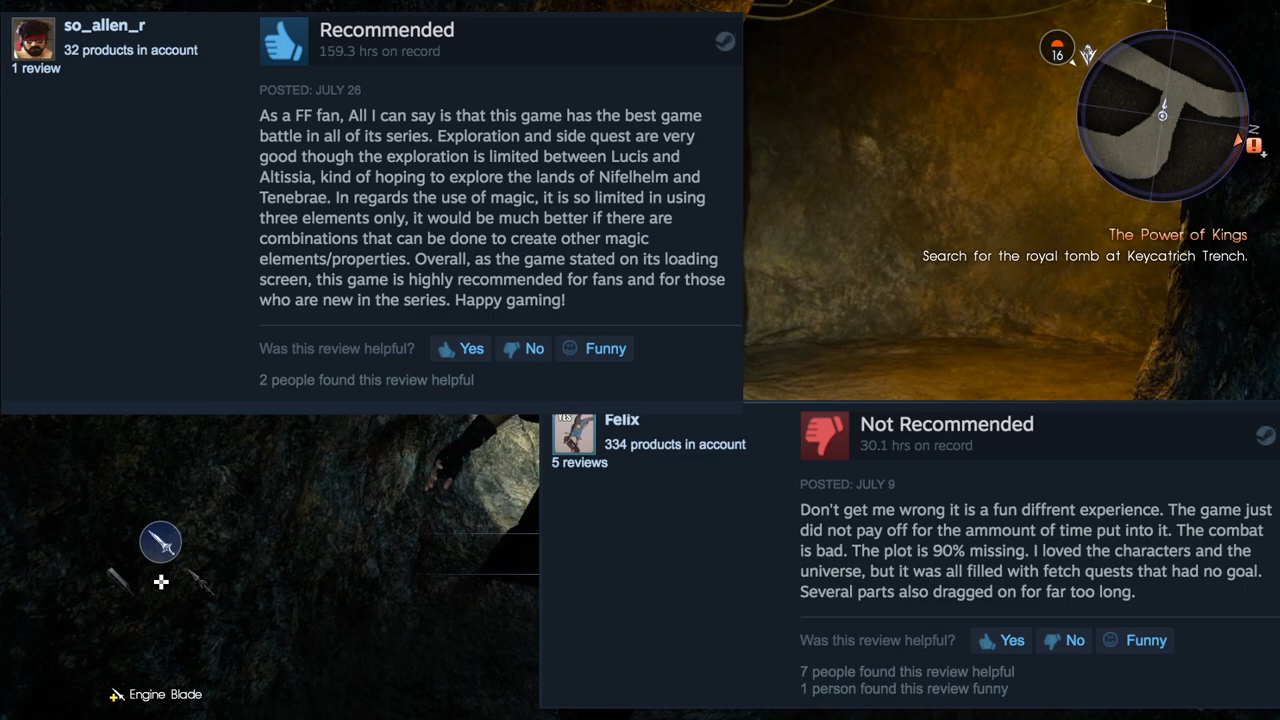 so_allen_r
32 products in account
1 review
Recommended
159.3 hrs on record
POSTED: JULY 26
As a FF fan, All I can say is that this game has the best game
battle in all of its series. Exploration and side quest are very
good though the exploration is limited between Lucis and
Altissia, kind of hoping to explore the lands of Nifelhelm and
Tenebrae. In regards the use of magic, it is so limited in using
three elements only, it would be much better if there are
combinations that can be done to create other magic
elements/properties. Overall, as the game stated on its loading
screen, this game is highly recommended for fans and for those
who are new in the series. Happy gaming!
Was this review helpful? Yes No Funny
2 people found this review helpful
16
N
The Power of Kings
Search for the royal tomb at Keycatrich Trench.
YES
Felix
334 products in account
5 reviews
Not Recommended
30.1 hrs on record
POSTED: JULY 9
Don't get me wrong it is a fun diffrent experience. The game just
did not pay off for the ammount of time put into it. The combat
is bad. The plot is 90% missing. I loved the characters and the
universe, but it was all filled with fetch quests that had no goal.
Several parts also dragged on for far too long.
Was this review helpful? Yes No Funny
7 people found this review helpful
1 person found this review funny
Engine Blade